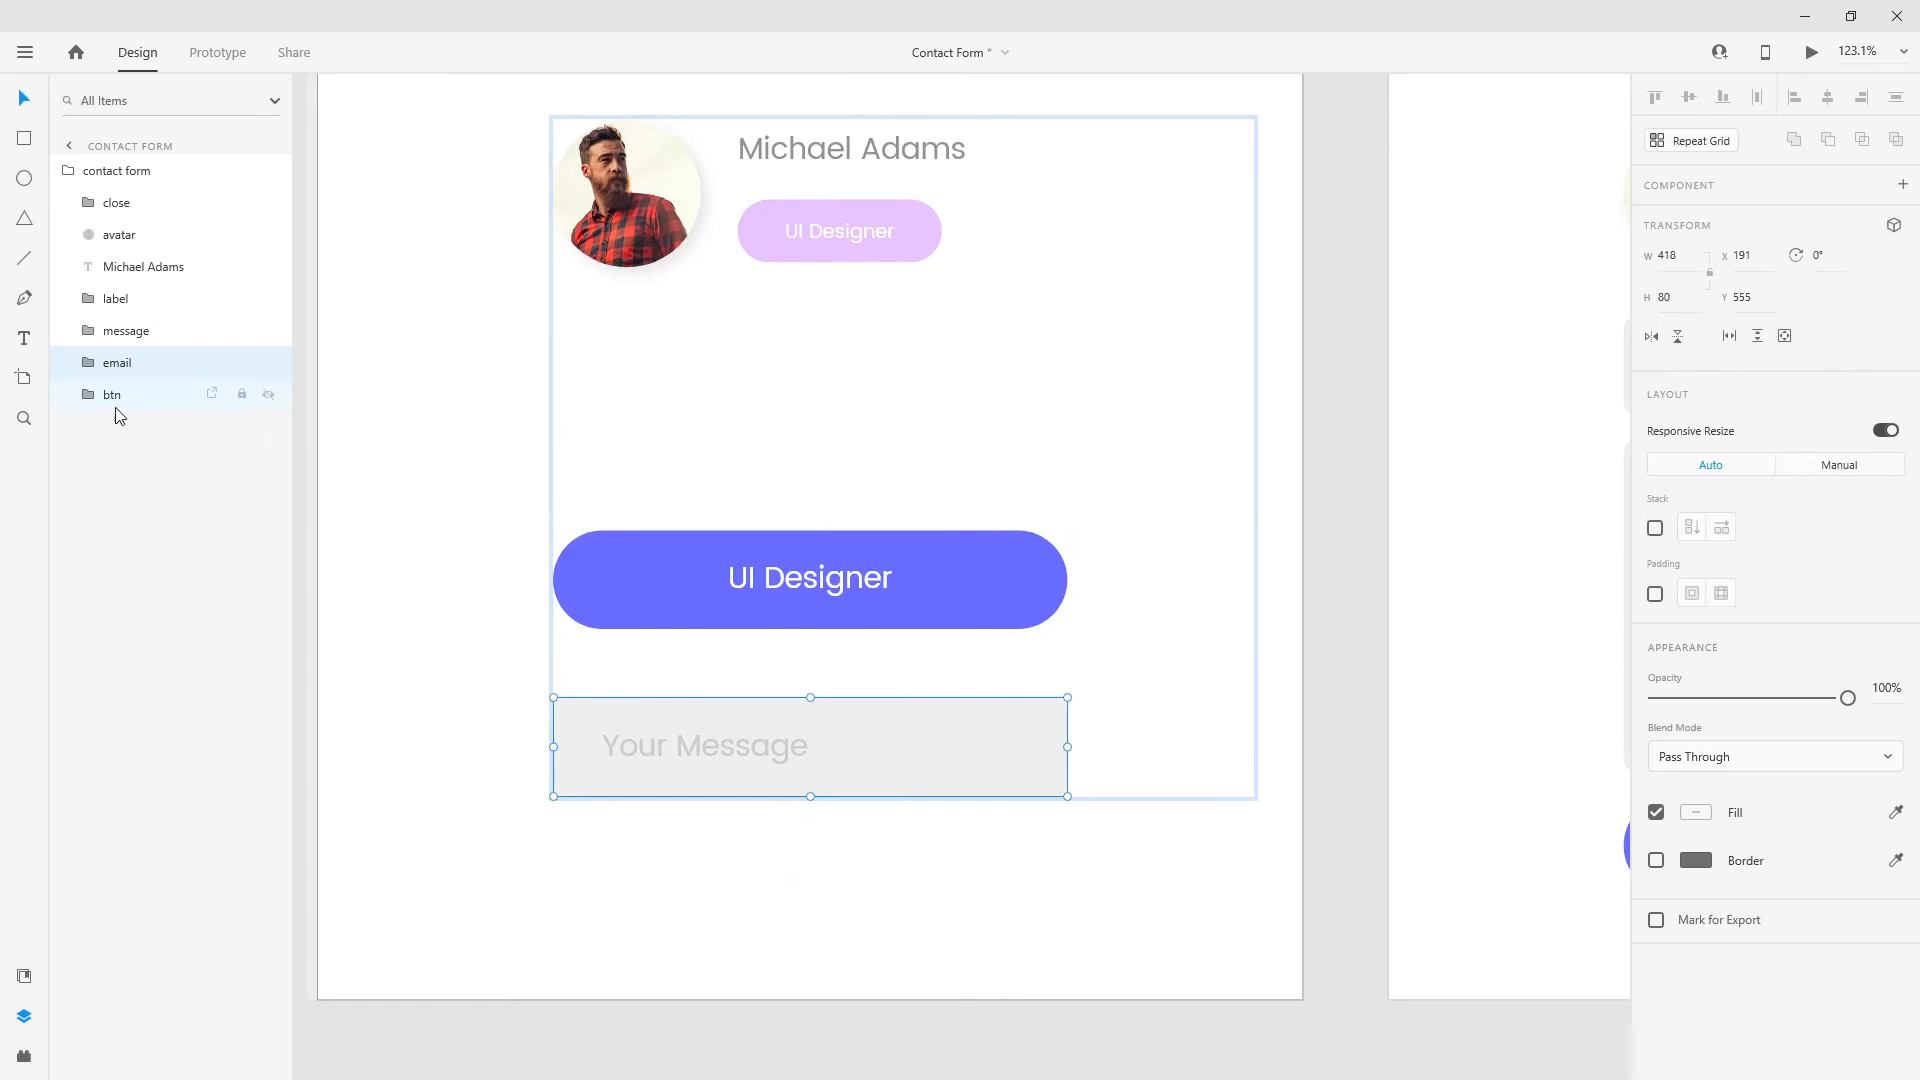 Design
Prototype
Share
Contact Form *
123.1%
All Items
CONTACT FORM
contact form
close
avatar
Michael Adams
label
message
email
btn
Michael Adams
UI Designer
UI Designer
Your Message
Repeat Grid
COMPONENT
TRANSFORM
W 418 X 191 0°
H 80 Y 555
LAYOUT
Responsive Resize
Auto Manual
Stack
Padding
APPEARANCE
Opacity
100%
Blend Mode
Pass Through
Fill
Border
Mark for Export